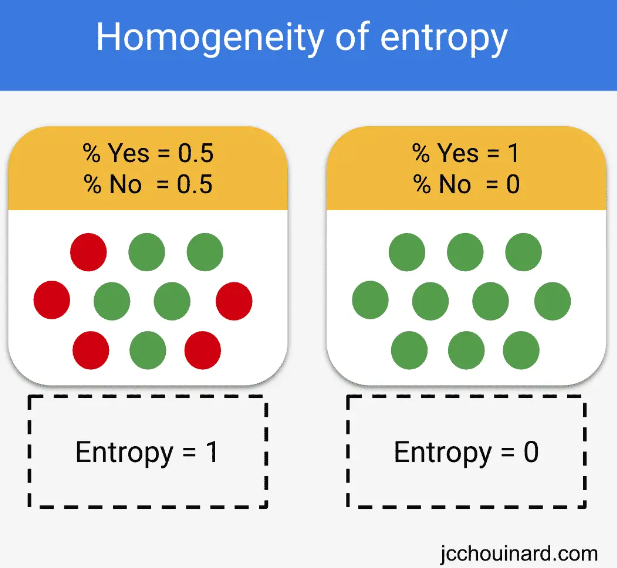 Homogeneity of entropy
% Yes = 0.5
% No = 0.5
% Yes = 1
% No = 0
Entropy = 1
Entropy = 0
jcchouinard.com